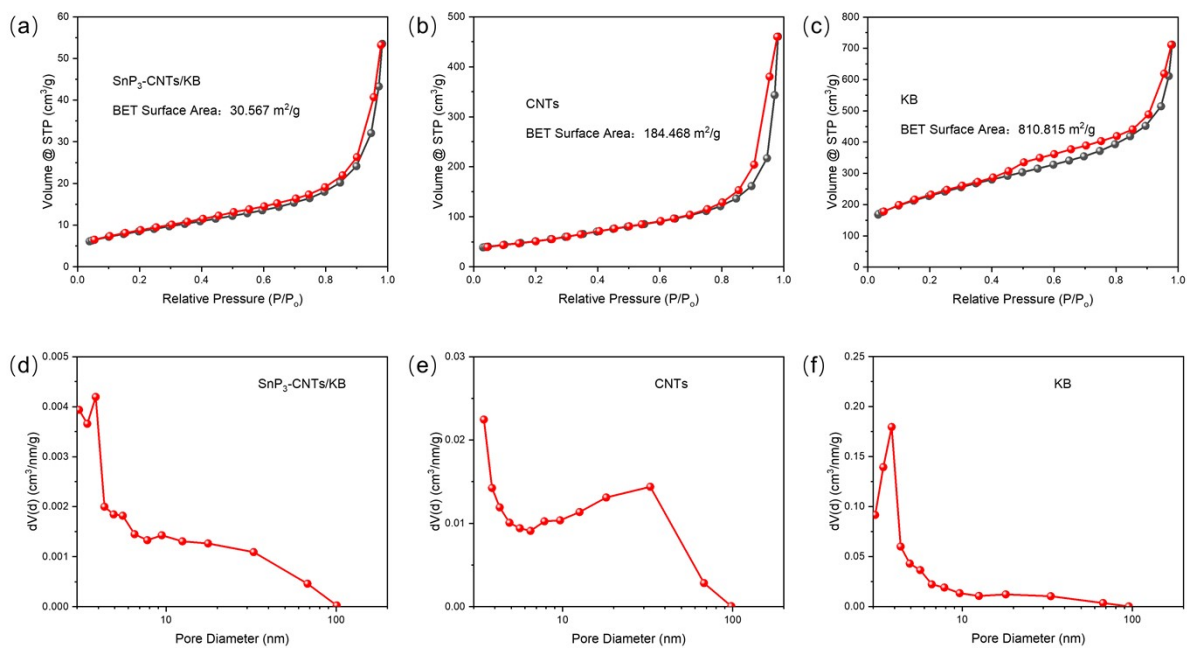 (a)
Volume @ STP (cm³/g)
60
50
40
30
20
10
0
SnP₃-CNTs/KB
BET Surface Area：30.567 m²/g
0.0 0.2 0.4 0.6 0.8 1.0
Relative Pressure (P/Pₒ)
(b)
Volume @ STP (cm³/g)
500
400
300
200
100
0
CNTs
BET Surface Area：184.468 m²/g
0.0 0.2 0.4 0.6 0.8 1.0
Relative Pressure (P/Pₒ)
(c)
Volume @ STP (cm³/g)
800
700
600
500
400
300
200
100
0
KB
BET Surface Area：810.815 m²/g
0.0 0.2 0.4 0.6 0.8 1.0
Relative Pressure (P/Pₒ)
(d)
dV(d) (cm³/nm/g)
0.005
0.004
0.003
0.002
0.001
0.000
SnP₃-CNTs/KB
10 100
Pore Diameter (nm)
(e)
dV(d) (cm³/nm/g)
0.03
0.02
0.01
0.00
CNTs
10 100
Pore Diameter (nm)
(f)
dV(d) (cm³/nm/g)
0.25
0.20
0.15
0.10
0.05
0.00
KB
10 100
Pore Diameter (nm)